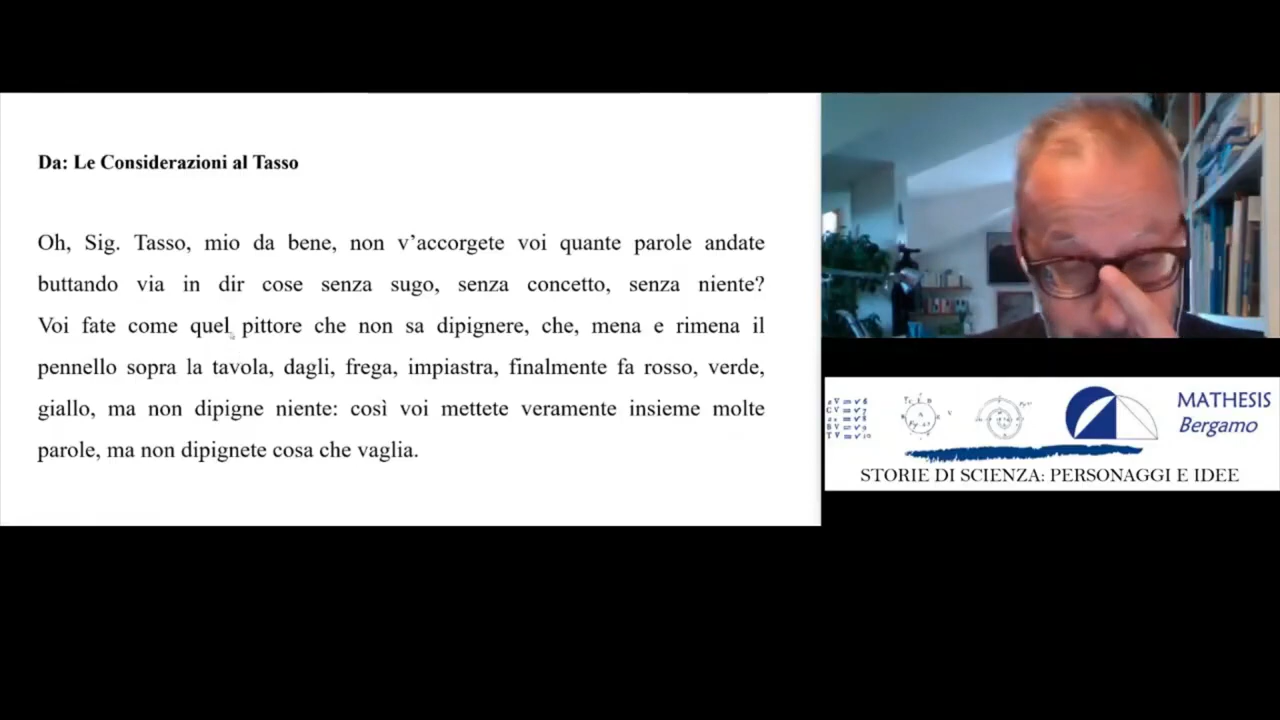 Da: Le Considerazioni al Tasso
Oh, Sig. Tasso, mio da bene, non v’accorgete voi quante parole andate
buttando via in dir cose senza sugo, senza concetto, senza niente?
Voi fate come quel pittore che non sa dipignere, che, mena e rimena il
pennello sopra la tavola, dagli, frega, impiastra, finalmente fa rosso, verde,
giallo, ma non dipigne niente: così voi mettete veramente insieme molte
parole, ma non dipignete cosa che vaglia.
MATHESIS
Bergamo
STORIE DI SCIENZA: PERSONAGGI E IDEE